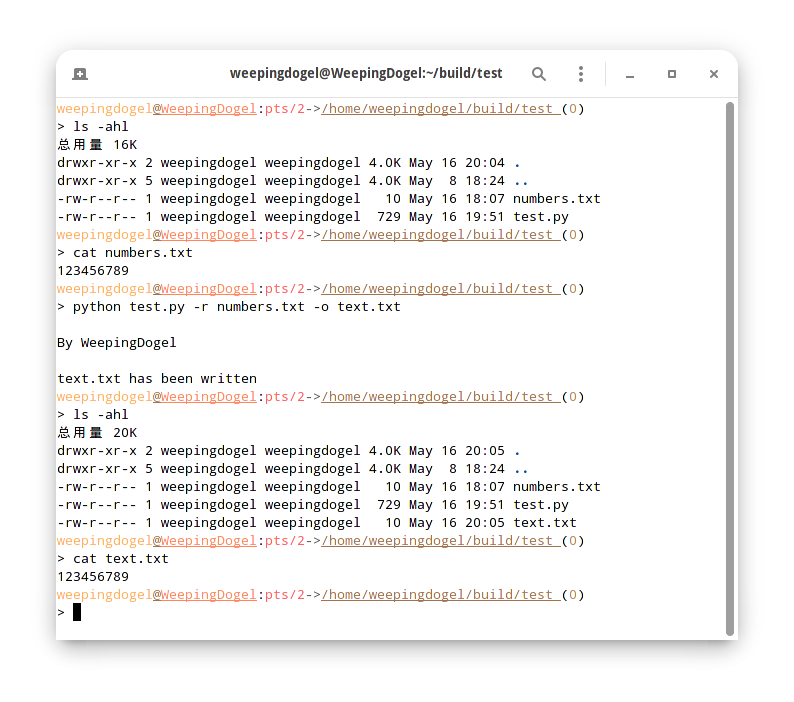 weepingdogel@WeepingDogel:~/build/test
weepingdogel@WeepingDogel:pts/2->/home/weepingdogel/build/test (0)
> ls -ahl
总用量 16K
drwxr-xr-x 2 weepingdogel weepingdogel 4.0K May 16 20:04 .
drwxr-xr-x 5 weepingdogel weepingdogel 4.0K May  8 18:24 ..
-rw-r--r-- 1 weepingdogel weepingdogel   10 May 16 18:07 numbers.txt
-rw-r--r-- 1 weepingdogel weepingdogel  729 May 16 19:51 test.py
weepingdogel@WeepingDogel:pts/2->/home/weepingdogel/build/test (0)
> cat numbers.txt
123456789
weepingdogel@WeepingDogel:pts/2->/home/weepingdogel/build/test (0)
> python test.py -r numbers.txt -o text.txt
By WeepingDogel
text.txt has been written
weepingdogel@WeepingDogel:pts/2->/home/weepingdogel/build/test (0)
> ls -ahl
总用量 20K
drwxr-xr-x 2 weepingdogel weepingdogel 4.0K May 16 20:05 .
drwxr-xr-x 5 weepingdogel weepingdogel 4.0K May  8 18:24 ..
-rw-r--r-- 1 weepingdogel weepingdogel   10 May 16 18:07 numbers.txt
-rw-r--r-- 1 weepingdogel weepingdogel  729 May 16 19:51 test.py
-rw-r--r-- 1 weepingdogel weepingdogel   10 May 16 20:05 text.txt
weepingdogel@WeepingDogel:pts/2->/home/weepingdogel/build/test (0)
> cat text.txt
123456789
weepingdogel@WeepingDogel:pts/2->/home/weepingdogel/build/test (0)
>